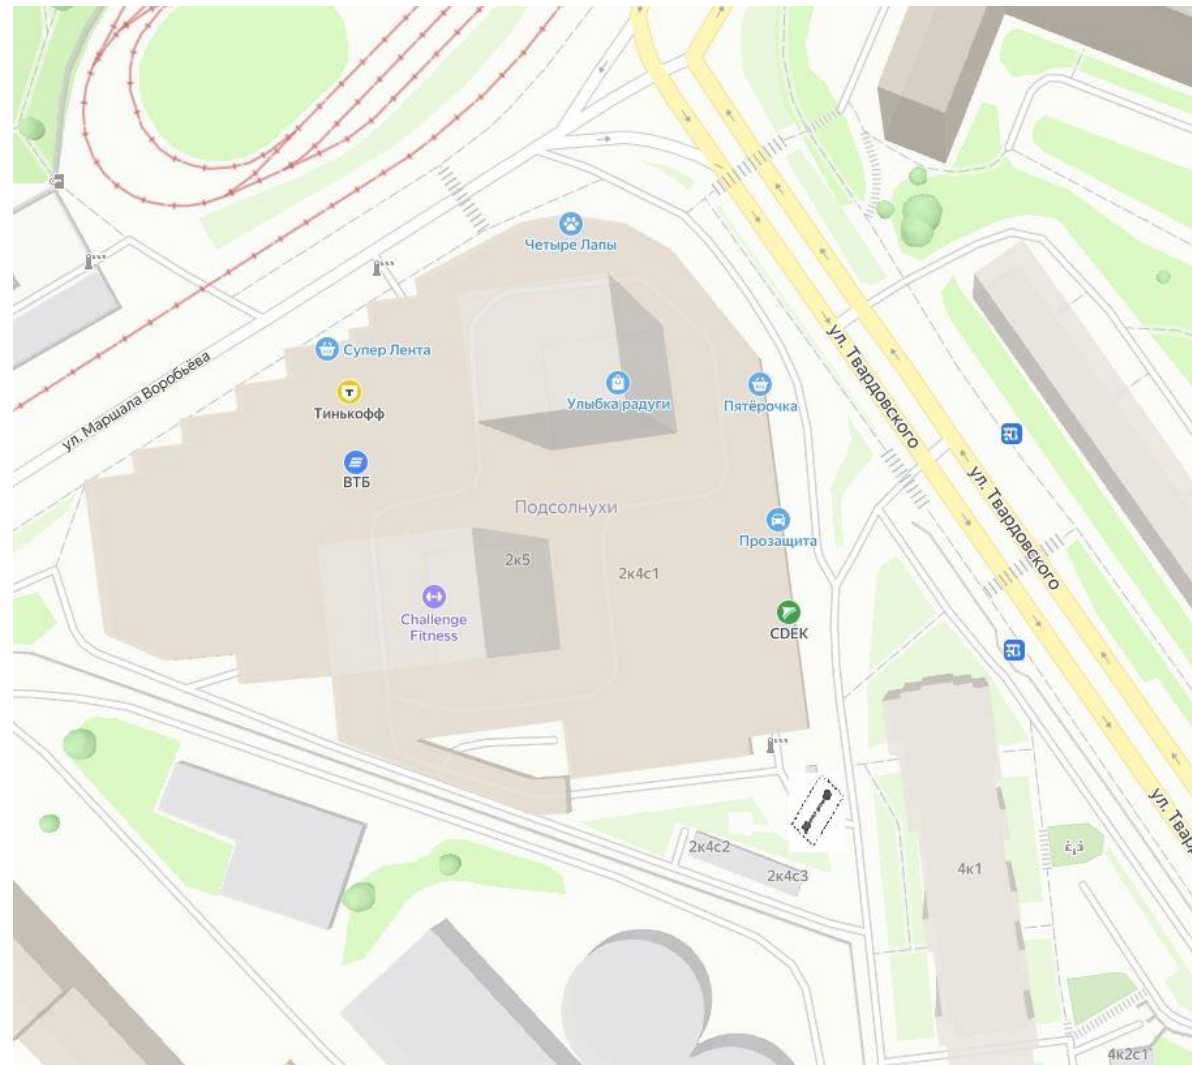 Четыре Лапы
Супер Лента
ул. Маршала Воробьёва
Тинькофф
Улыбка радуги
Пятёрочка
ул. Твардовского
ВТБ
Подсолнухи
Прозащита
ул. Твардовского
2к5
2к4с1
Challenge
Fitness
CDEK
ул. Твар
2к4с2
2к4с3
4к1
4к2с1